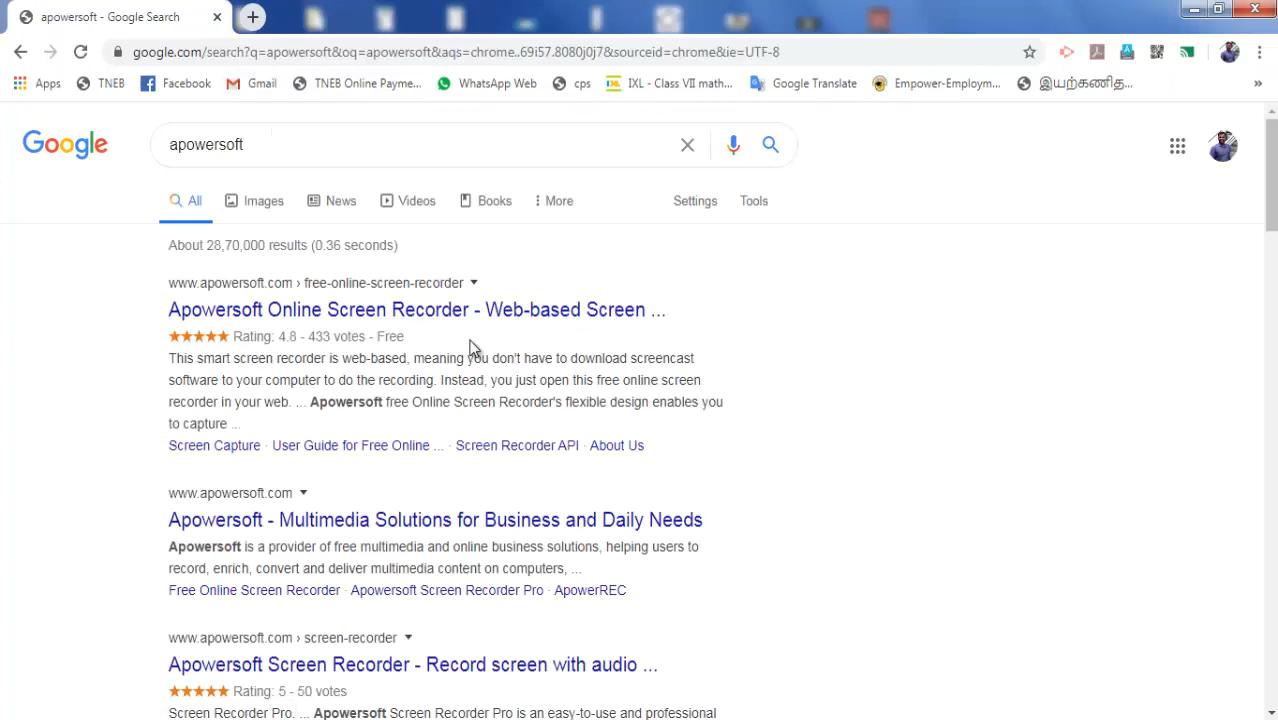 apowersoft - Google Search
google.com/search?q=apowersoft&oq=apowersoft&aqs=chrome..69i57.8080j0j7&sourceid=chrome&ie=UTF-8
Apps TNEB Facebook Gmail TNEB Online Payme... WhatsApp Web cps IXL - Class VII math... Google Translate Empower-Employm... இயற்கணித... »
Google apowersoft
All Images News Videos Books More Settings Tools
About 28,70,000 results (0.36 seconds)
www.apowersoft.com › free-online-screen-recorder
Apowersoft Online Screen Recorder - Web-based Screen ...
Rating: 4.8 - 433 votes - Free
This smart screen recorder is web-based, meaning you don't have to download screencast
software to your computer to do the recording. Instead, you just open this free online screen
recorder in your web. ... Apowersoft free Online Screen Recorder's flexible design enables you
to capture ...
Screen Capture · User Guide for Free Online ... · Screen Recorder API · About Us
www.apowersoft.com
Apowersoft - Multimedia Solutions for Business and Daily Needs
Apowersoft is a provider of free multimedia and online business solutions, helping users to
record, enrich, convert and deliver multimedia content on computers, ...
Free Online Screen Recorder · Apowersoft Screen Recorder Pro · ApowerREC
www.apowersoft.com › screen-recorder
Apowersoft Screen Recorder - Record screen with audio ...
Rating: 5 - 50 votes
Screen Recorder Pro. ... Apowersoft Screen Recorder Pro is an easy-to-use and professional